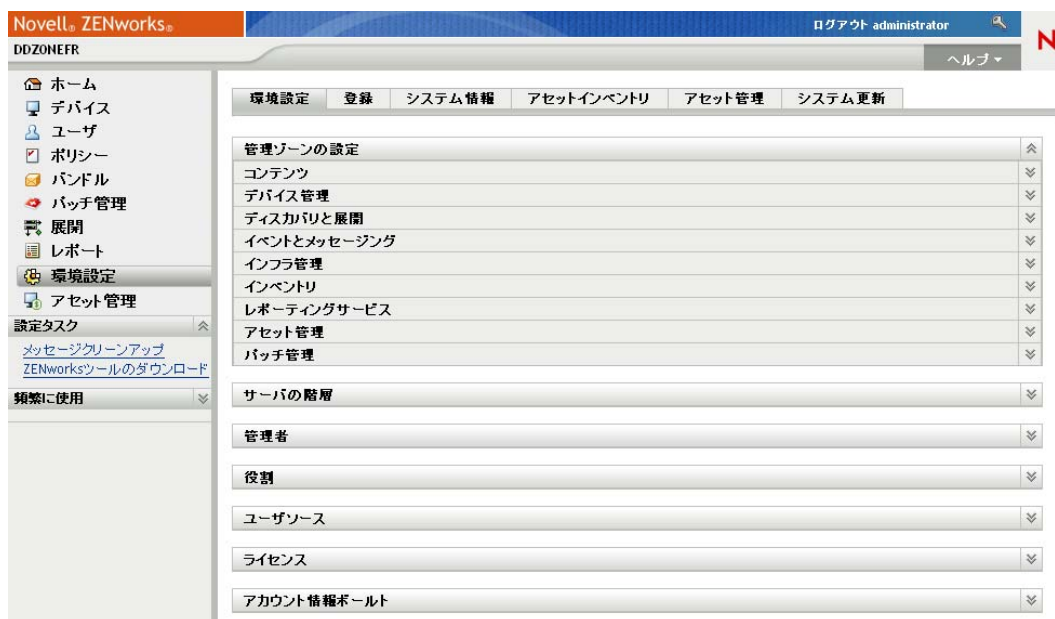 Novell® ZENworks®
ログアウト administrator
N
DDZONEFR
ヘルプ
ホーム
デバイス
ユーザ
ポリシー
バンドル
パッチ管理
展開
レポート
環境設定
アセット管理
設定タスク
メッセージクリーンアップ
ZENworksツールのダウンロード
頻繁に使用
環境設定 登録 システム情報 アセットインベントリ アセット管理 システム更新
管理ゾーンの設定
コンテンツ
デバイス管理
ディスカバリと展開
イベントとメッセージング
インフラ管理
インベントリ
レポーティングサービス
アセット管理
パッチ管理
サーバの階層
管理者
役割
ユーザソース
ライセンス
アカウント情報ボールト